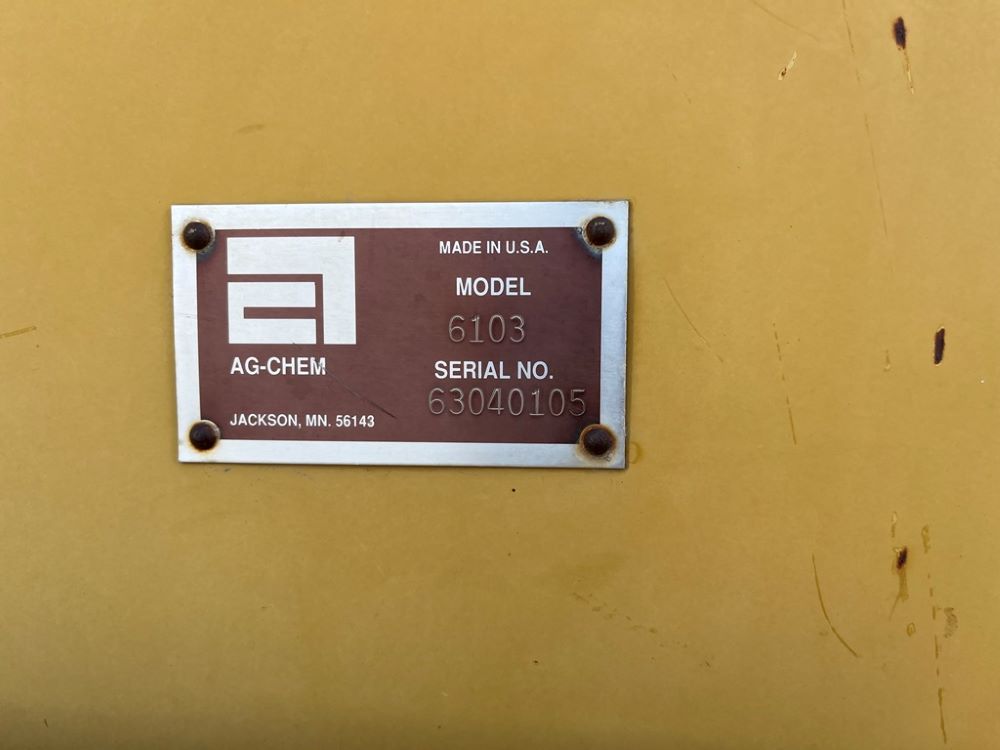 MADE IN U.S.A.
MODEL
6103
AG-CHEM
SERIAL NO.
63040105
JACKSON, MN. 56143